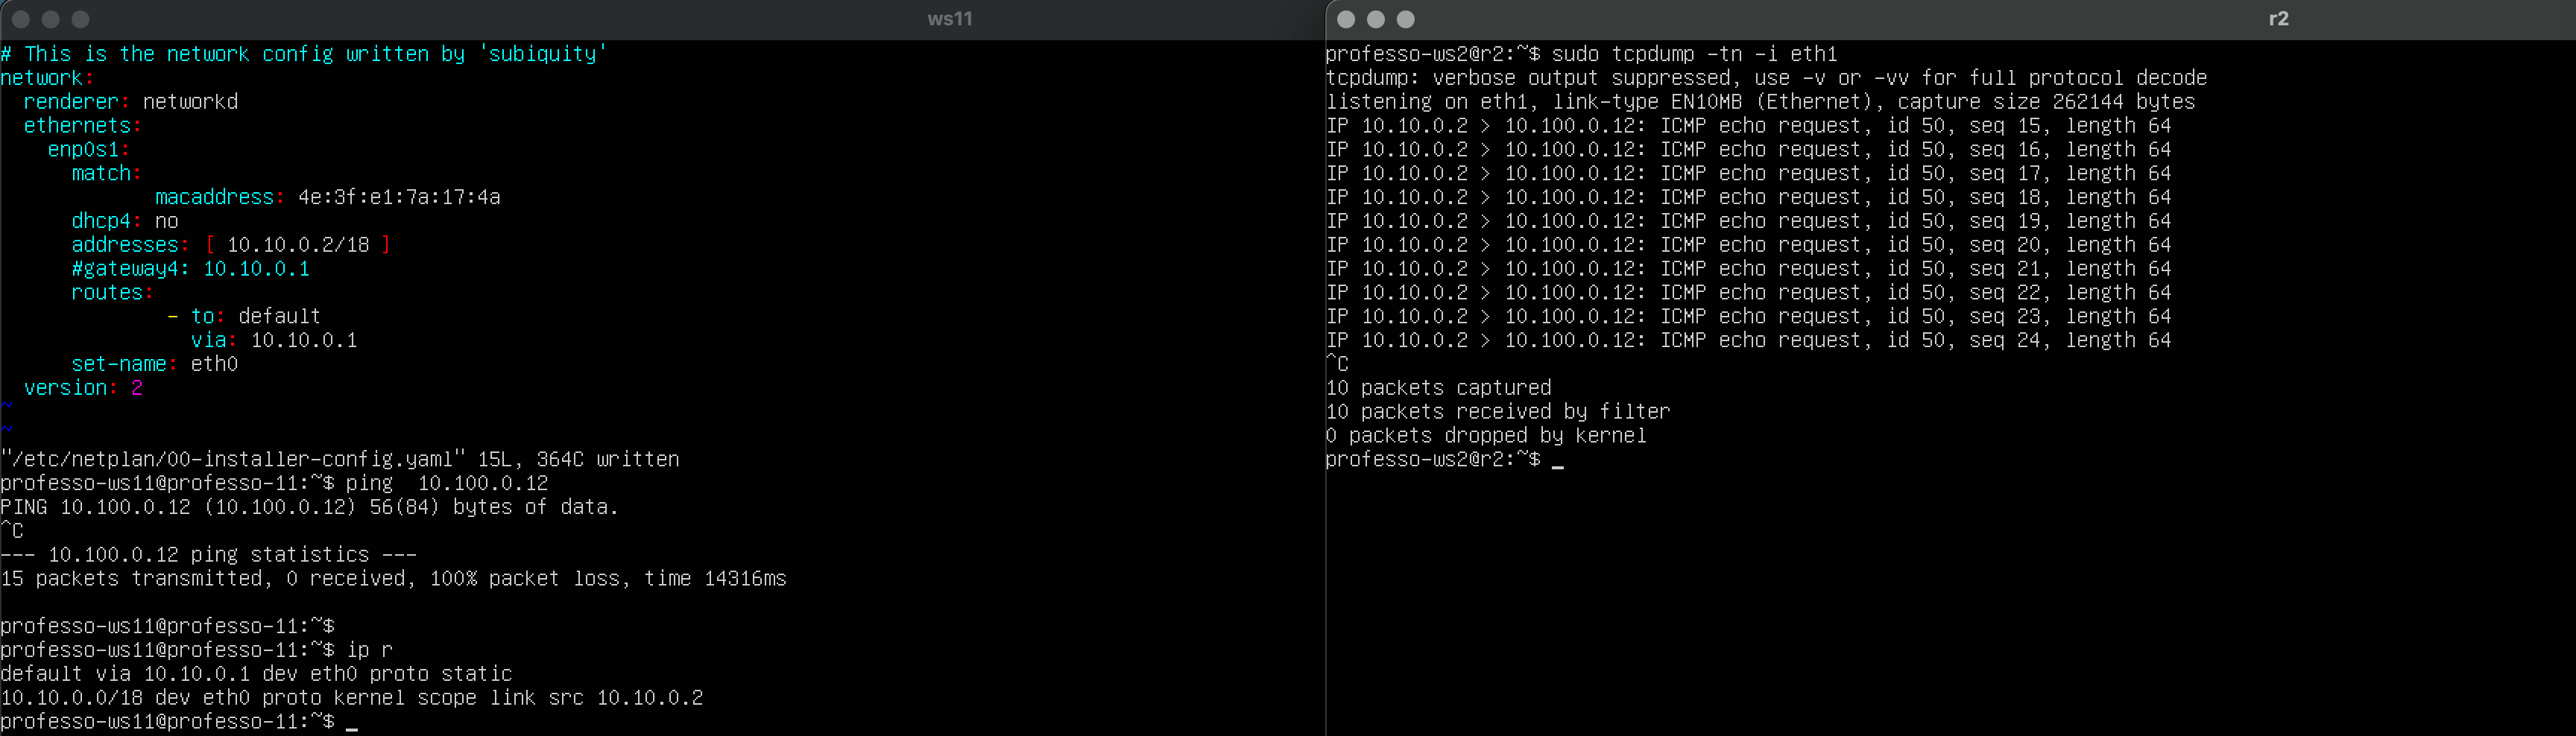 ws11
# This is the network config written by 'subiquity'
network:
  renderer: networkd
  ethernets:
    enp0s1:
      match:
             macaddress: 4e:3f:e1:7a:17:4a
      dhcp4: no
      addresses: [ 10.10.0.2/18 ]
      #gateway4: 10.10.0.1
      routes:
              - to: default
                via: 10.10.0.1
      set-name: eth0
  version: 2
~
~
"/etc/netplan/00-installer-config.yaml" 15L, 364C written
professo-ws11@professo-11:~$ ping  10.100.0.12
PING 10.100.0.12 (10.100.0.12) 56(84) bytes of data.
^C
--- 10.100.0.12 ping statistics ---
15 packets transmitted, 0 received, 100% packet loss, time 14316ms
professo-ws11@professo-11:~$
professo-ws11@professo-11:~$ ip r
default via 10.10.0.1 dev eth0 proto static
10.10.0.0/18 dev eth0 proto kernel scope link src 10.10.0.2
professo-ws11@professo-11:~$ _
r2
professo-ws2@r2:~$ sudo tcpdump -tn -i eth1
tcpdump: verbose output suppressed, use -v or -vv for full protocol decode
listening on eth1, link-type EN10MB (Ethernet), capture size 262144 bytes
IP 10.10.0.2 > 10.100.0.12: ICMP echo request, id 50, seq 15, length 64
IP 10.10.0.2 > 10.100.0.12: ICMP echo request, id 50, seq 16, length 64
IP 10.10.0.2 > 10.100.0.12: ICMP echo request, id 50, seq 17, length 64
IP 10.10.0.2 > 10.100.0.12: ICMP echo request, id 50, seq 18, length 64
IP 10.10.0.2 > 10.100.0.12: ICMP echo request, id 50, seq 19, length 64
IP 10.10.0.2 > 10.100.0.12: ICMP echo request, id 50, seq 20, length 64
IP 10.10.0.2 > 10.100.0.12: ICMP echo request, id 50, seq 21, length 64
IP 10.10.0.2 > 10.100.0.12: ICMP echo request, id 50, seq 22, length 64
IP 10.10.0.2 > 10.100.0.12: ICMP echo request, id 50, seq 23, length 64
IP 10.10.0.2 > 10.100.0.12: ICMP echo request, id 50, seq 24, length 64
^C
10 packets captured
10 packets received by filter
0 packets dropped by kernel
professo-ws2@r2:~$ _